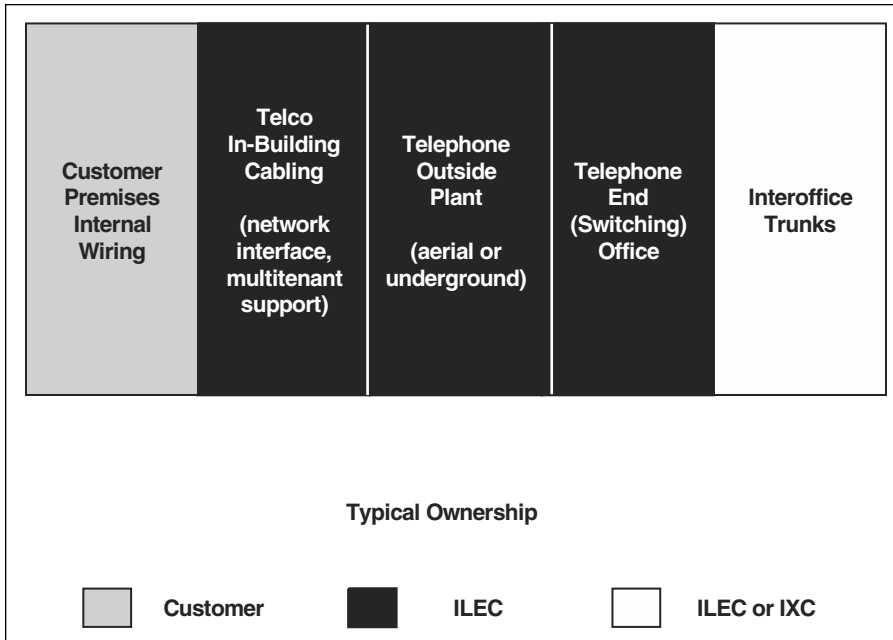 Customer
Premises
Internal
Wiring
Telco
In-Building
Cabling
(network
interface,
multitenant
support)
Telephone
Outside
Plant
(aerial or
underground)
Telephone
End
(Switching)
Office
Interoffice
Trunks
Typical Ownership
Customer
ILEC
ILEC or IXC